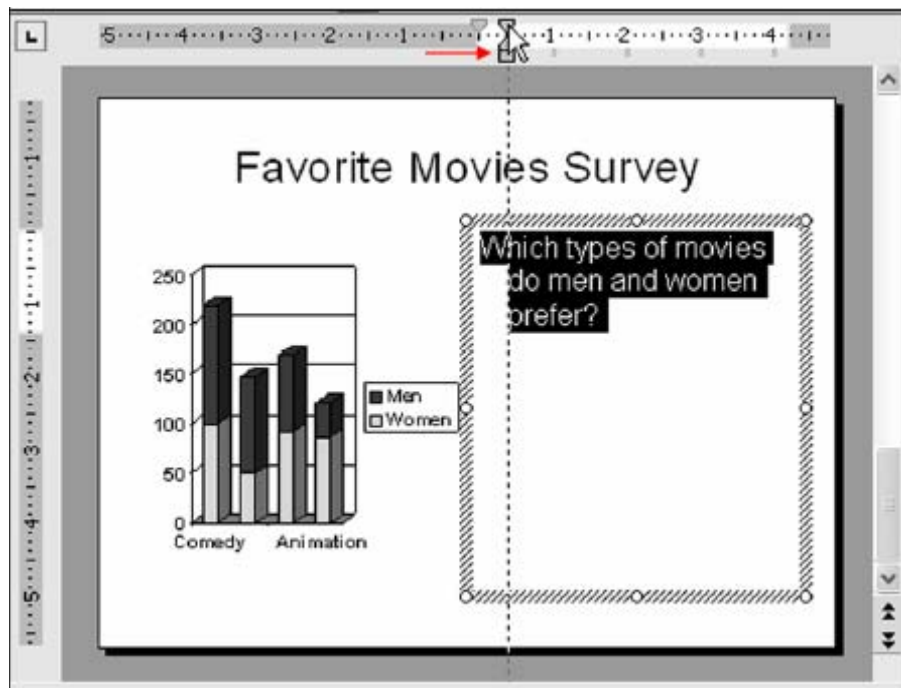 5 4 3 2 1 1 2 3 4
Favorite Movies Survey
Which types of movies
do men and women
prefer?
250
200
150
100
50
0
Men
Women
Comedy Animation
1
1
2
3
4
5